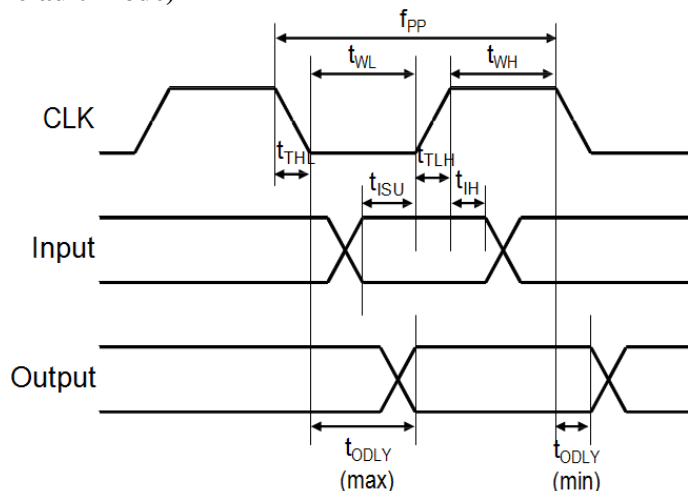 fPP
tWL
tWH
CLK
tTHL
tTLH
tISU
tIH
Input
Output
tODLY
(max)
tODLY
(min)